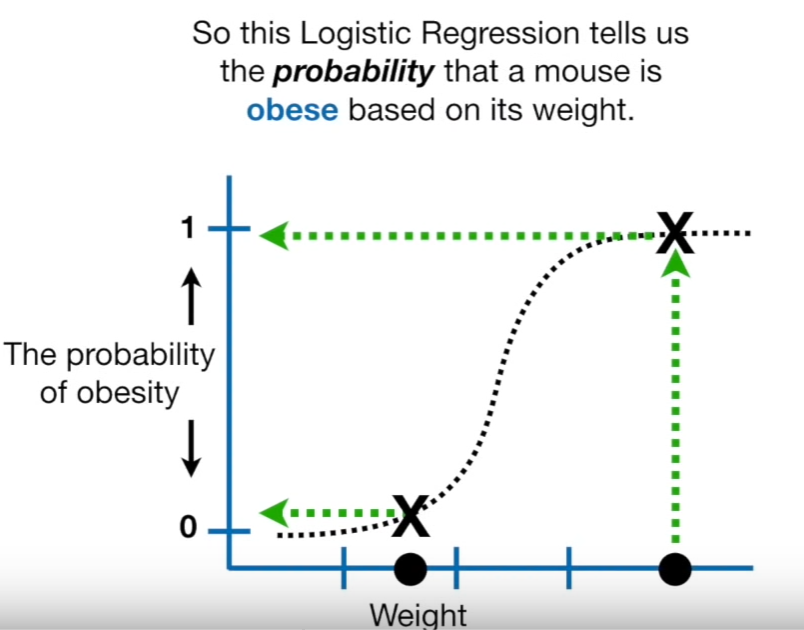 So this Logistic Regression tells us
the probability that a mouse is
obese based on its weight.
1
The probability
of obesity
0
Weight